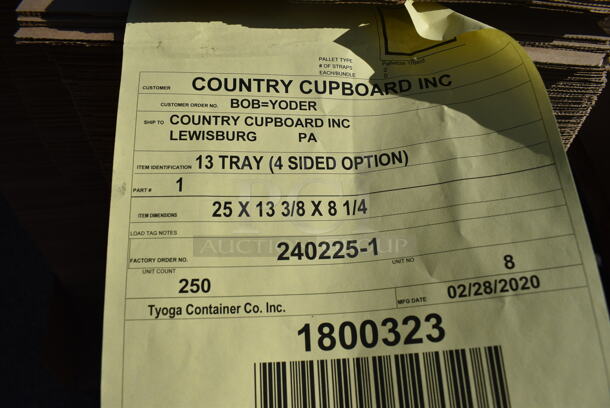 PALLET TYPE
# OF STRAPS
EACH/BUNDLE
CUSTOMER COUNTRY CUPBOARD INC
CUSTOMER ORDER NO. BOB=YODER
SHIP TO COUNTRY CUPBOARD INC
LEWISBURG PA
ITEM IDENTIFICATION 13 TRAY (4 SIDED OPTION)
PART # 1
ITEM DIMENSIONS 25 X 13 3/8 X 8 1/4
LOAD TAG NOTES
FACTORY ORDER NO. 240225-1 UNIT NO 8
UNIT COUNT 250
MFG DATE 02/28/2020
Tyoga Container Co. Inc.
1800323